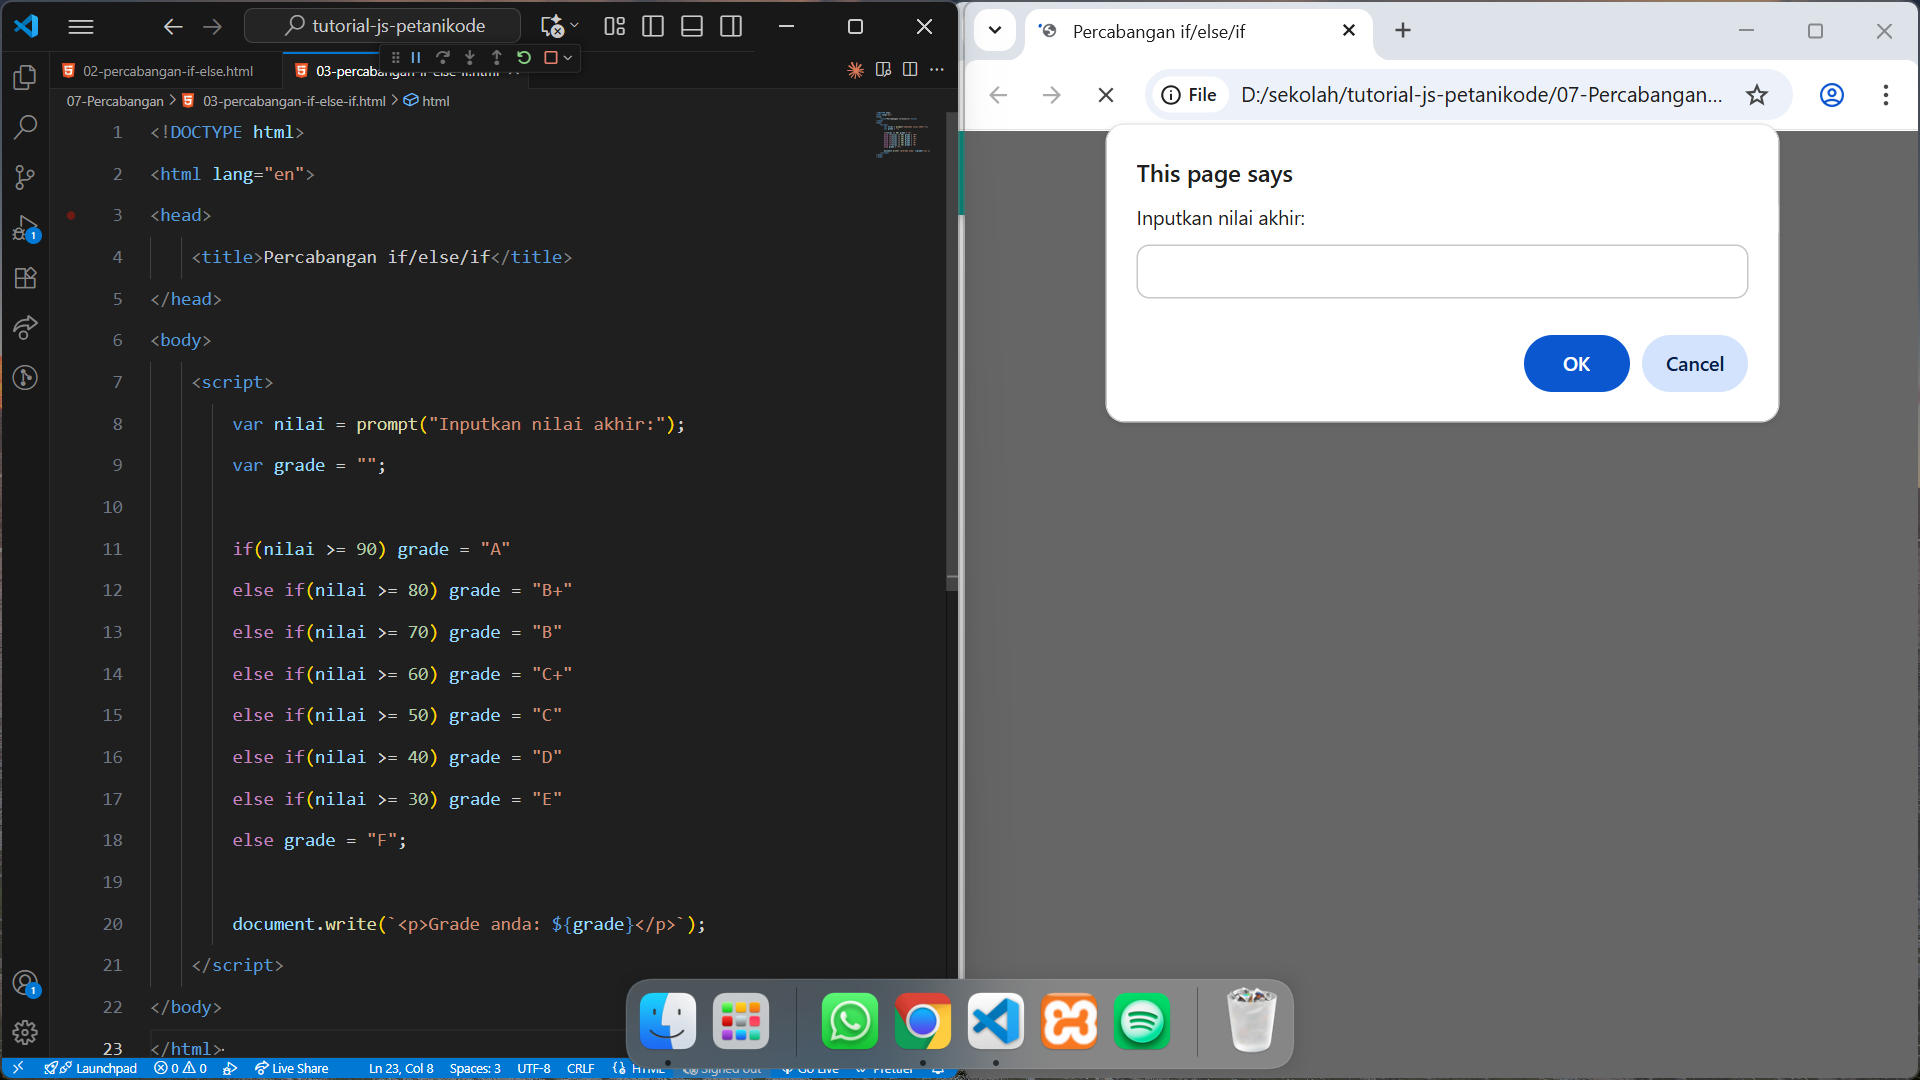 tutorial-js-petanikode
02-percabangan-if-else.html
03-percabangan-if-else-if.html
07-Percabangan > 03-percabangan-if-else-if.html > html
1 <!DOCTYPE html>
2 <html lang="en">
3 <head>
4 <title>Percabangan if/else/if</title>
5 </head>
6 <body>
7 <script>
8 var nilai = prompt("Inputkan nilai akhir:");
9 var grade = "";
10
11 if(nilai >= 90) grade = "A"
12 else if(nilai >= 80) grade = "B+"
13 else if(nilai >= 70) grade = "B"
14 else if(nilai >= 60) grade = "C+"
15 else if(nilai >= 50) grade = "C"
16 else if(nilai >= 40) grade = "D"
17 else if(nilai >= 30) grade = "E"
18 else grade = "F";
19
20 document.write(`<p>Grade anda: ${grade}</p>`);
21 </script>
22 </body>
23 </html>
1
1
Launchpad 0 0 Live Share Ln 23, Col 8 Spaces: 3 UTF-8 CRLF {} HTML Signed out Go Live Prettier
Percabangan if/else/if
File D:/sekolah/tutorial-js-petanikode/07-Percabangan...
This page says
Inputkan nilai akhir:
OK Cancel